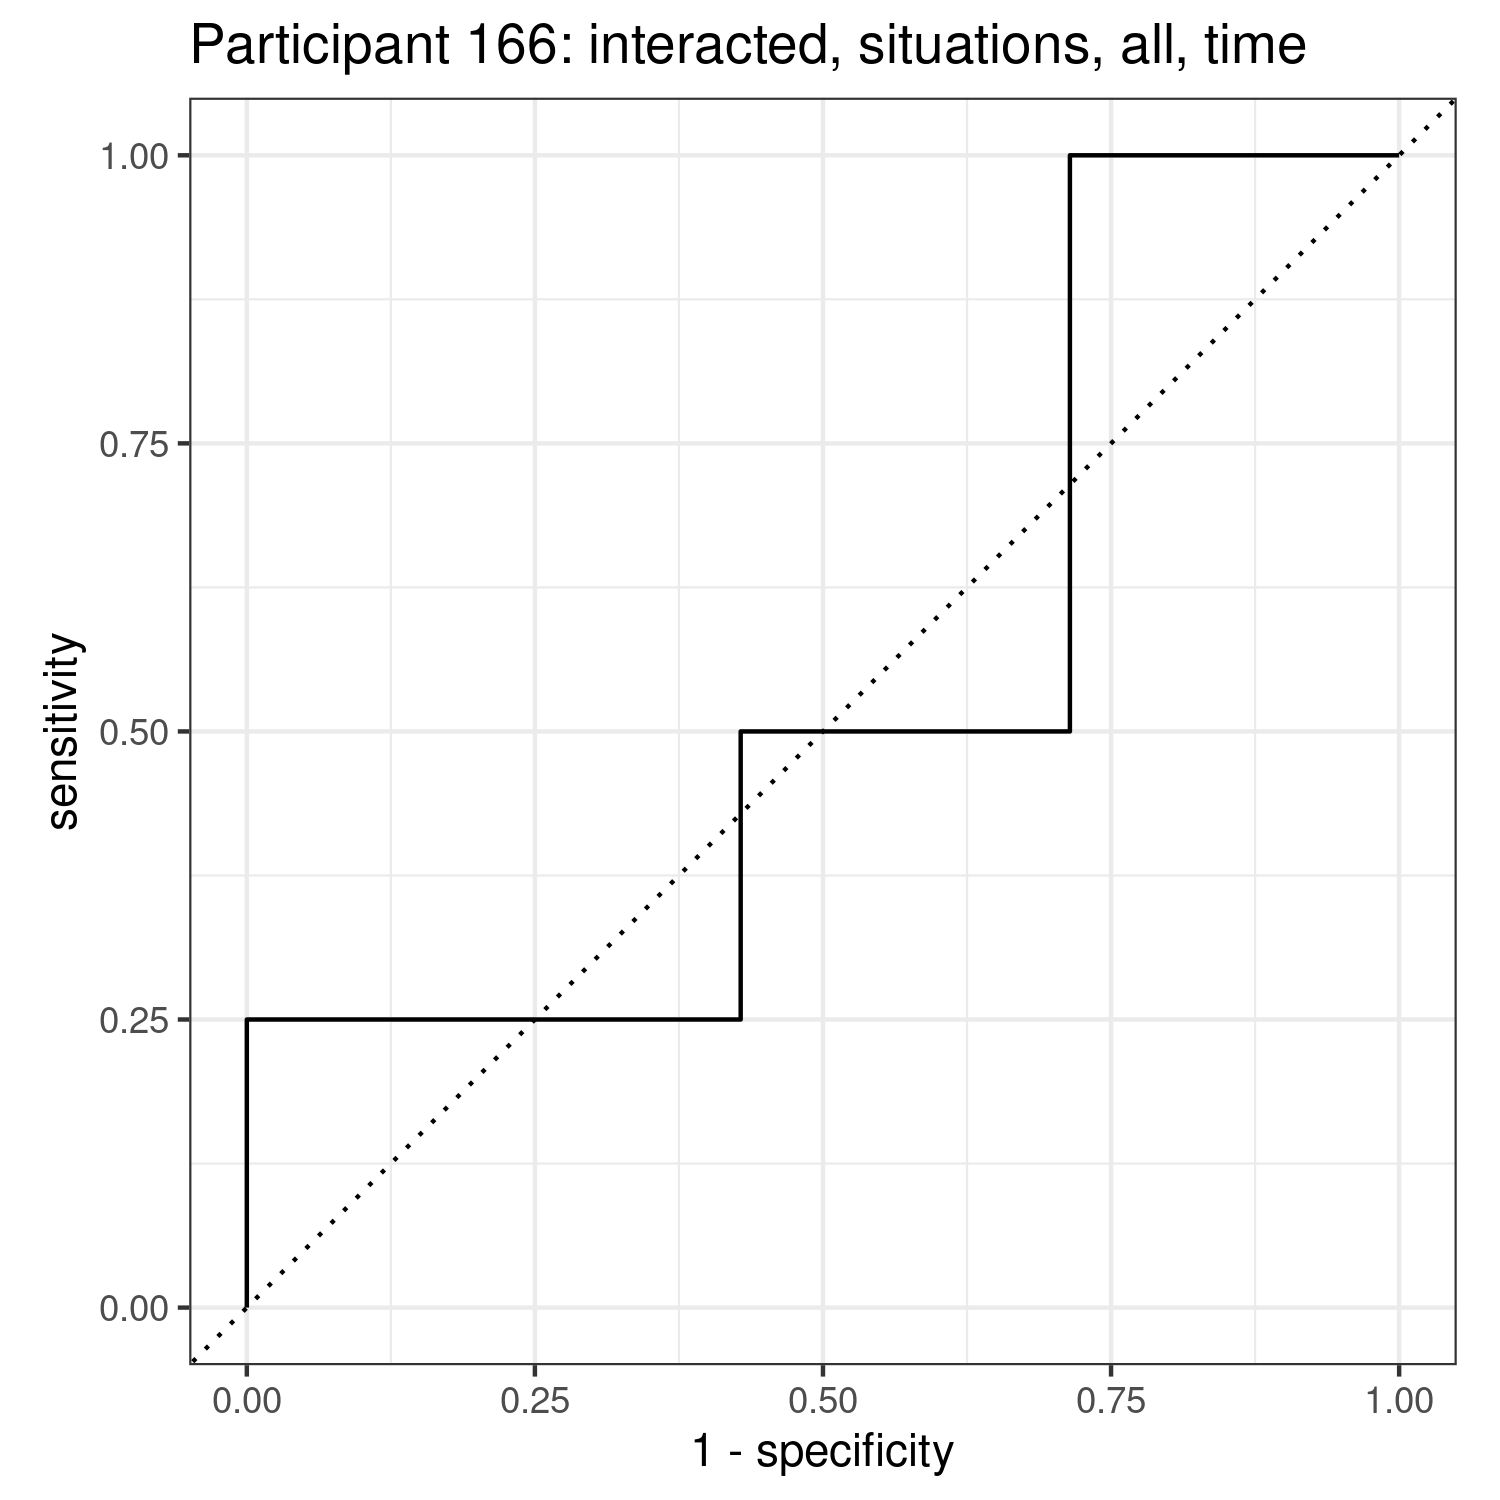 Participant 166: interacted, situations, all, time
1.00
0.75
0.50
0.25
0.00
sensitivity
0.00 0.25 0.50 0.75 1.00
1 - specificity